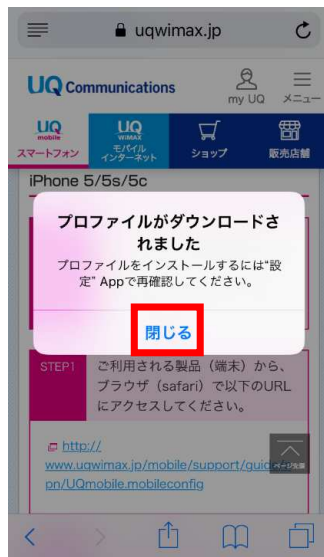 uqwimax.jp
UQ Communications
my UQ
メニュー
UQ mobile
スマートフォン
UQ WiMAX
モバイル
インターネット
ショップ
販売店舗
iPhone 5/5s/5c
プロファイルがダウンロードさ
れました
プロファイルをインストールするには“設
定” Appで再確認してください。
閉じる
STEP1
ご利用される製品（端末）から、
ブラウザ（safari）で以下のURL
にアクセスしてください。
http://
www.uqwimax.jp/mobile/support/guide/a
pn/UQmobile.mobileconfig